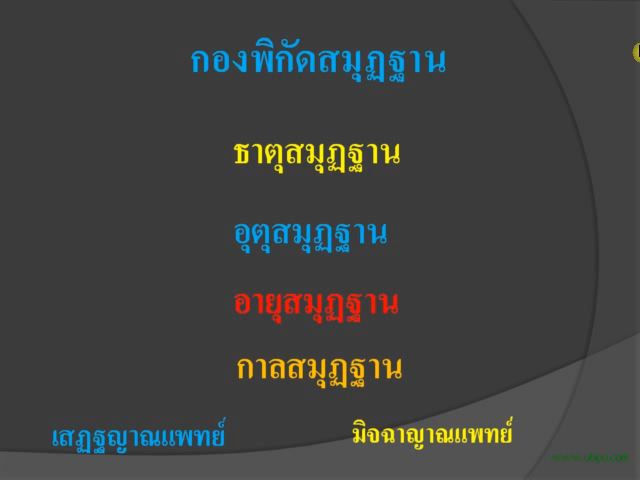 กองพิกัดสมุฏฐาน
ธาตุสมุฏฐาน
อุตุสมุฏฐาน
อายุสมุฏฐาน
กาลสมุฏฐาน
เสฏฐญาณแพทย์
มิจฉาญาณแพทย์